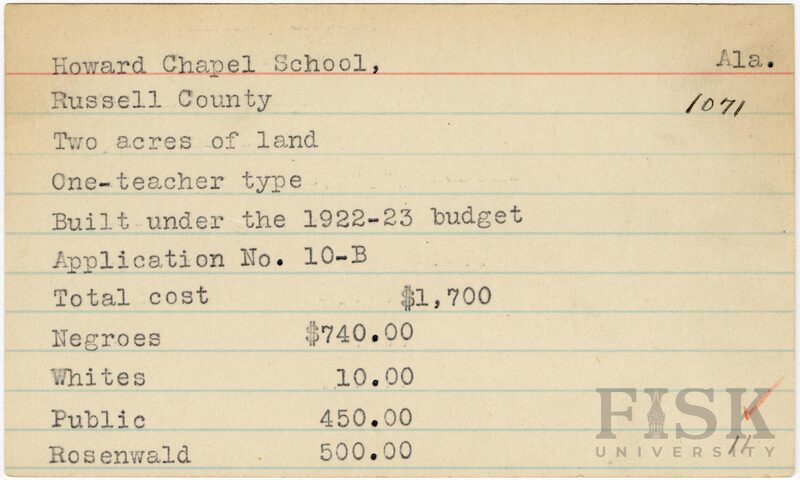 Howard Chapel School, Ala.
Russell County 1071
Two acres of land
One-teacher type
Built under the 1922-23 budget
Application No. 10-B
Total cost $1,700
Negroes $740.00
Whites 10.00
Public 450.00
Rosenwald 500.00
FISK
UNIVERSITY